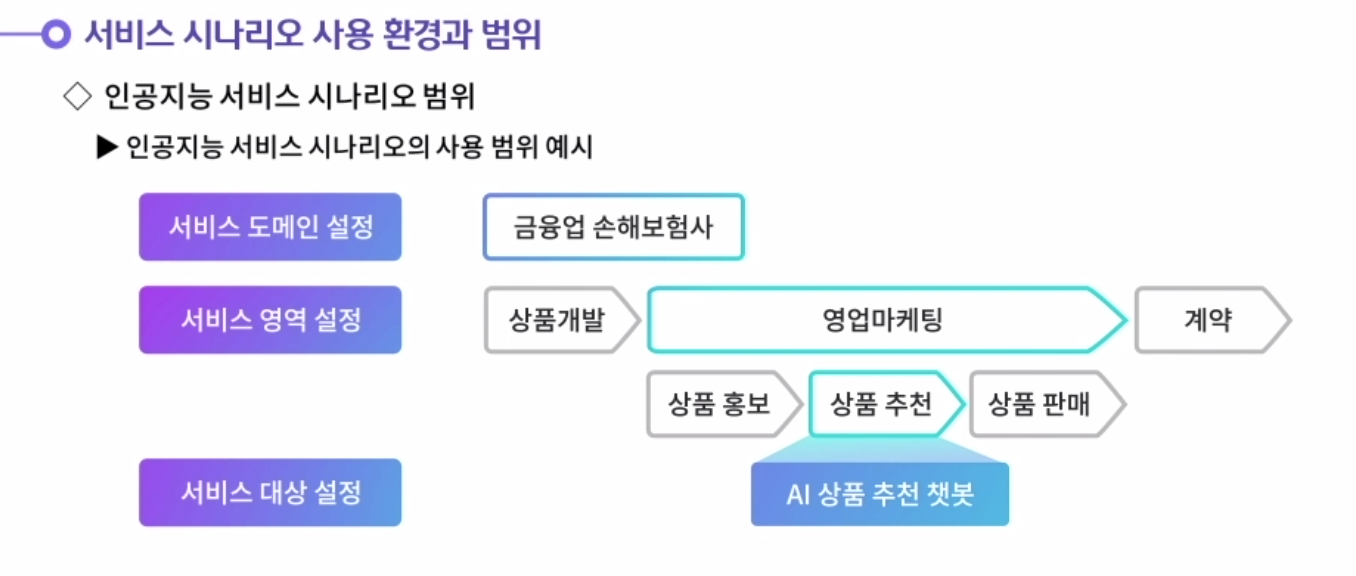 서비스 시나리오 사용 환경과 범위
◇ 인공지능 서비스 시나리오 범위
▶ 인공지능 서비스 시나리오의 사용 범위 예시
서비스 도메인 설정 금융업 손해보험사
서비스 영역 설정 상품개발 영업마케팅 계약
상품 홍보 상품 추천 상품 판매
서비스 대상 설정 AI 상품 추천 챗봇